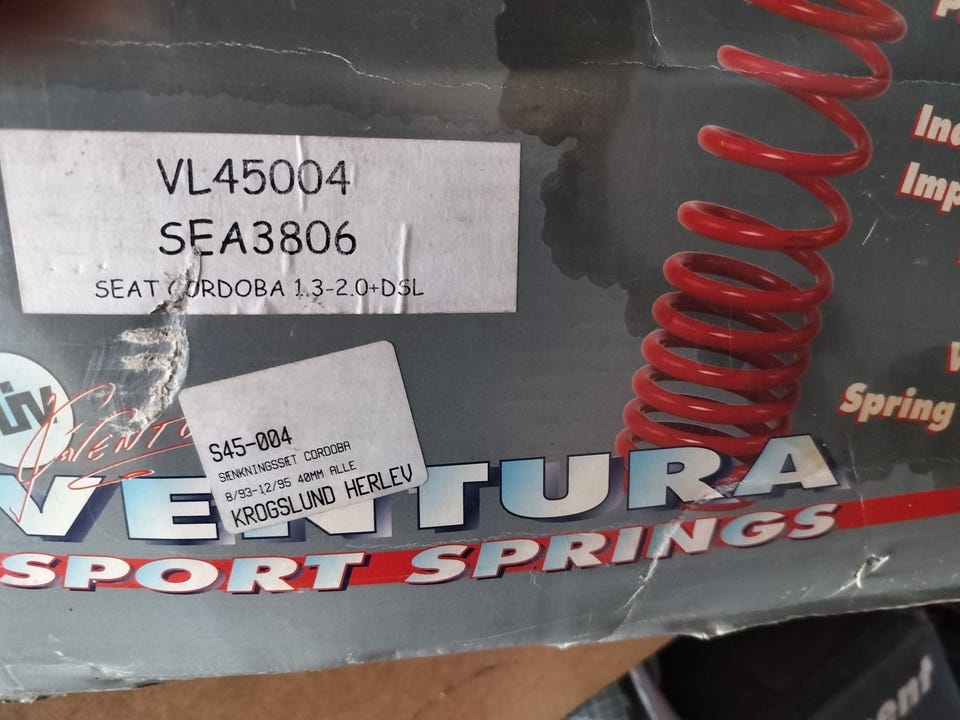 VL45004
SEA3806
SEAT CORDOBA 1.3-2.0+DSL
S45-004
SÆNKNINGSSÆT CORDOBA
8/93-12/95 40MM ALLE
KROGSLUND HERLEV
Spring
VENTURA
SPORT SPRINGS